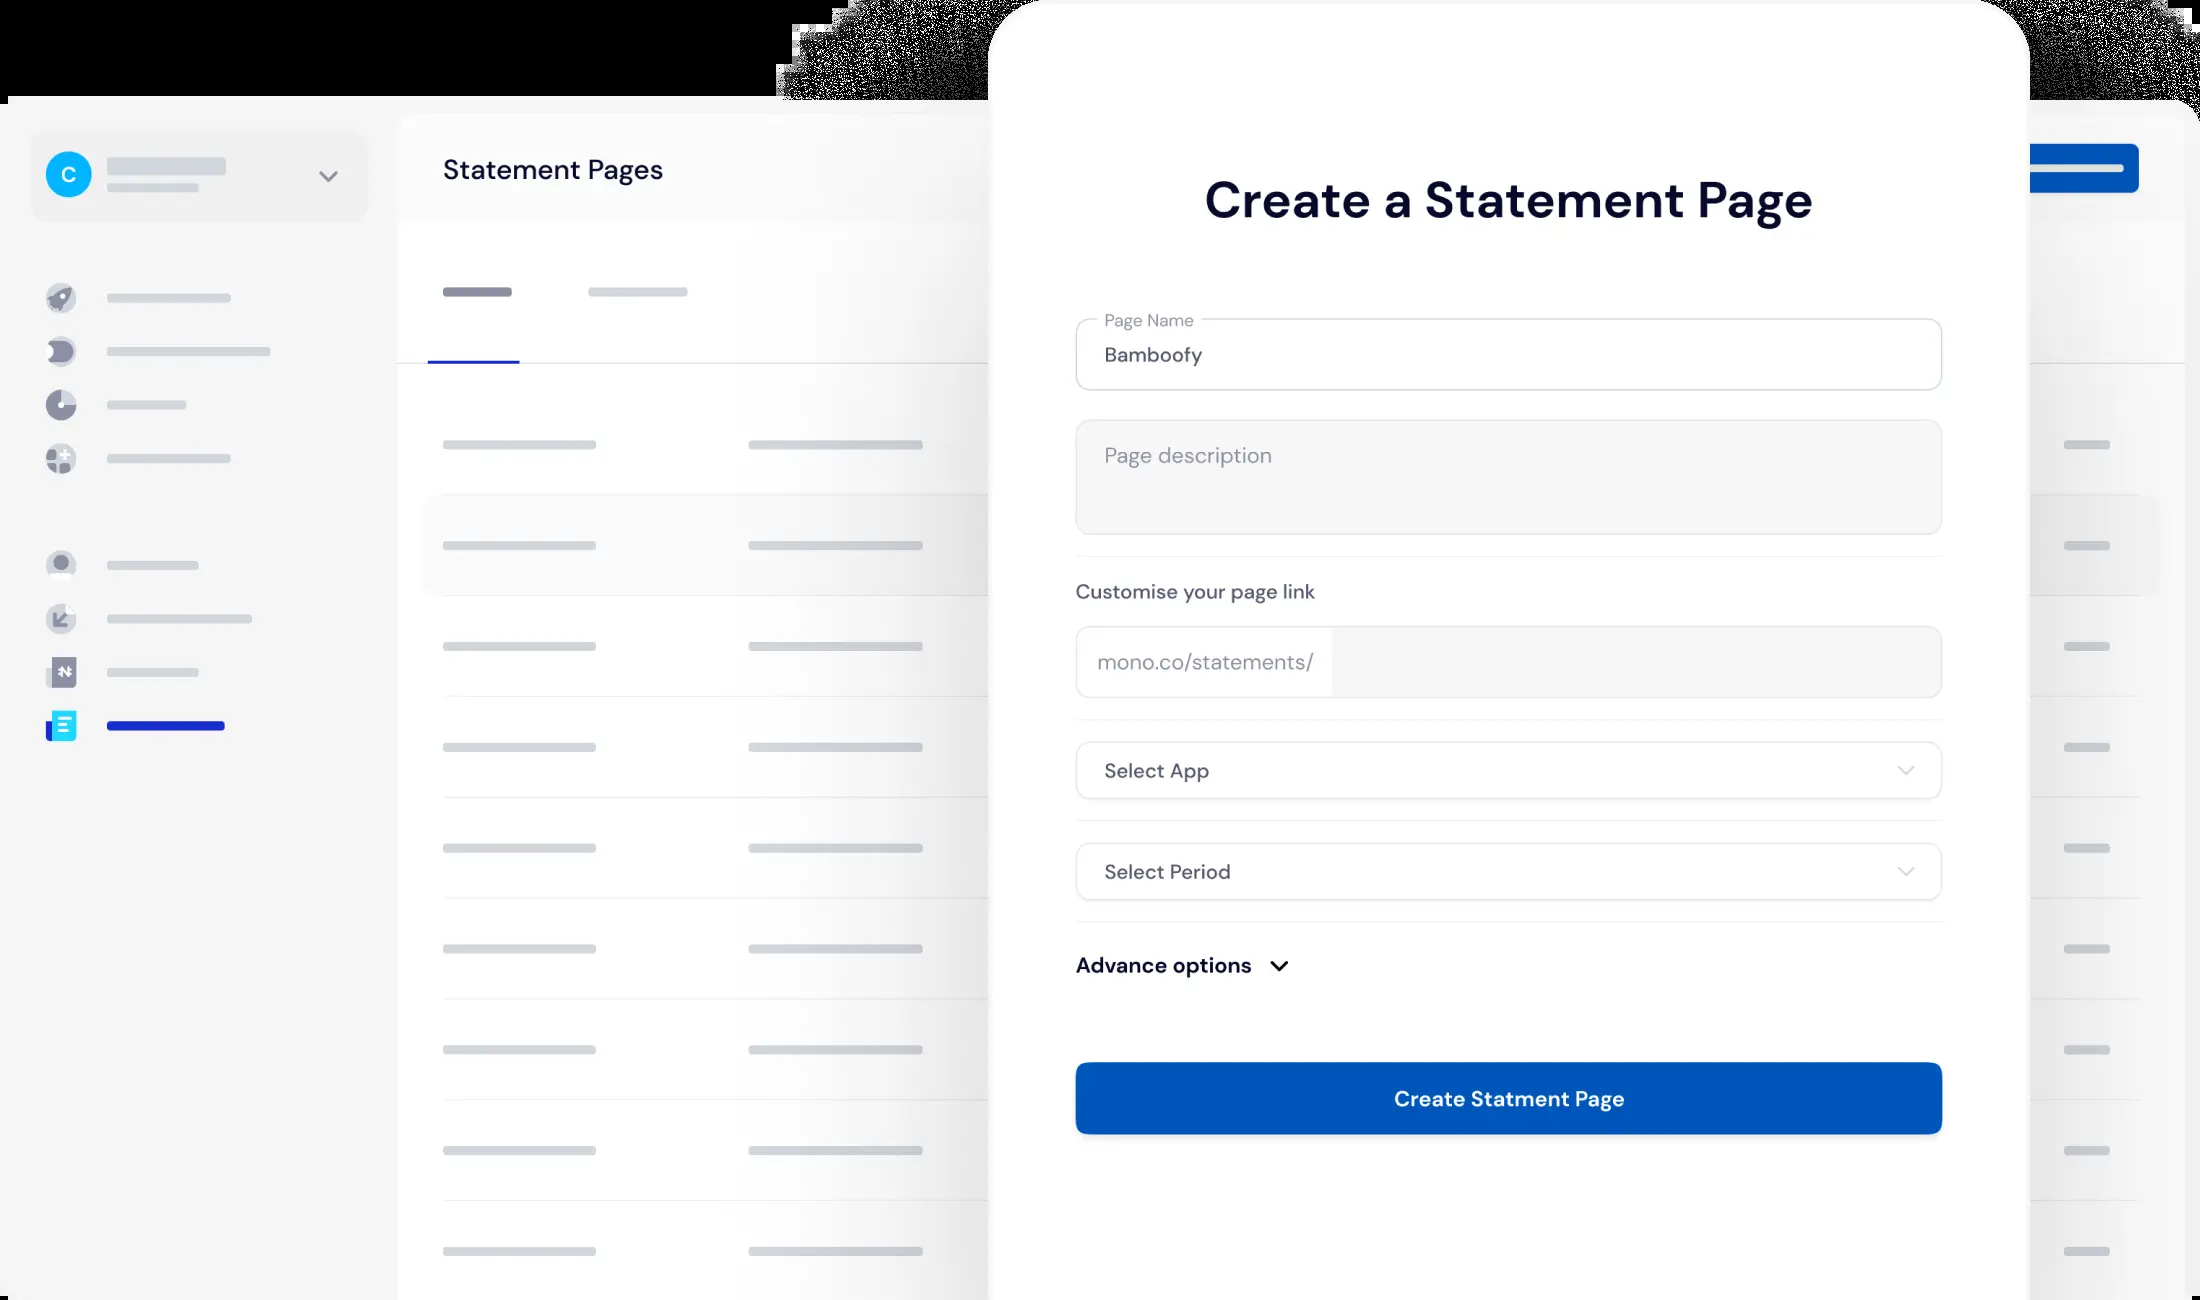 C
Statement Pages
Create a Statement Page
Page Name
Bamboofy
Page description
Customise your page link
mono.co/statements/
Select App
Select Period
Advance options
Create Statment Page